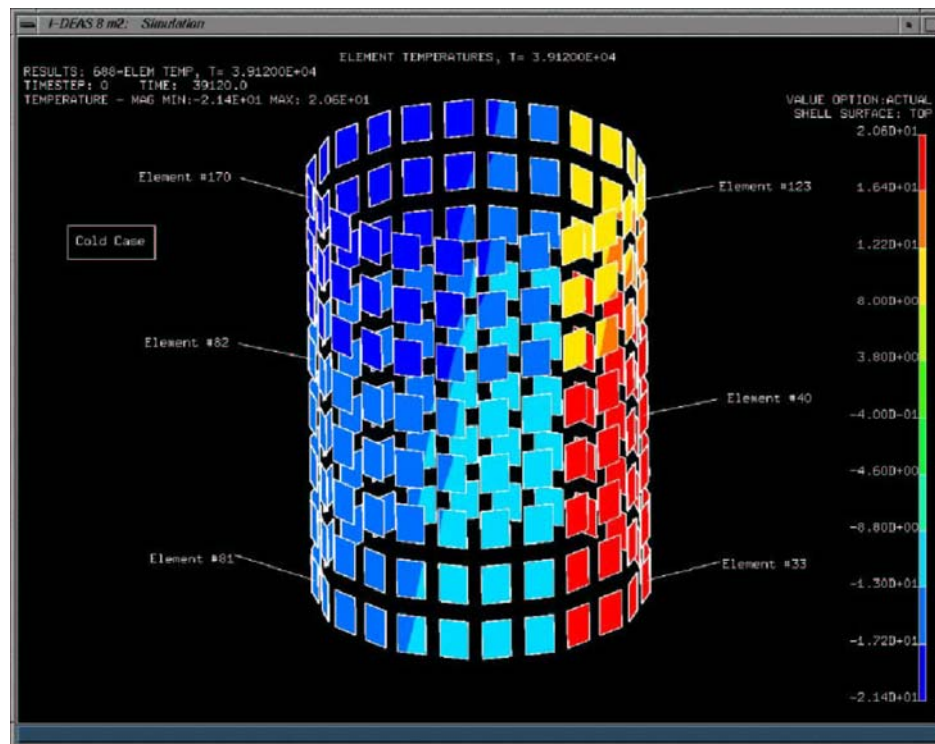 I-DEAS 8 m2: Simulation
ELEMENT TEMPERATURES, T= 3.91200E+04
RESULTS: 688-ELEM TEMP, T= 3.91200E+04
TIMESTEP: 0 TIME: 39120.0
TEMPERATURE - MAG MIN:-2.14E+01 MAX: 2.06E+01
VALUE OPTION:ACTUAL
SHELL SURFACE: TOP
2.06D+01
Element #170
Element #123
1.64D+01
Cold Case
1.22D+01
8.00D+00
Element #82
3.80D+00
Element #40
-4.00D-01
-4.60D+00
-8.80D+00
Element #81
Element #33
-1.30D+01
-1.72D+01
-2.14D+01